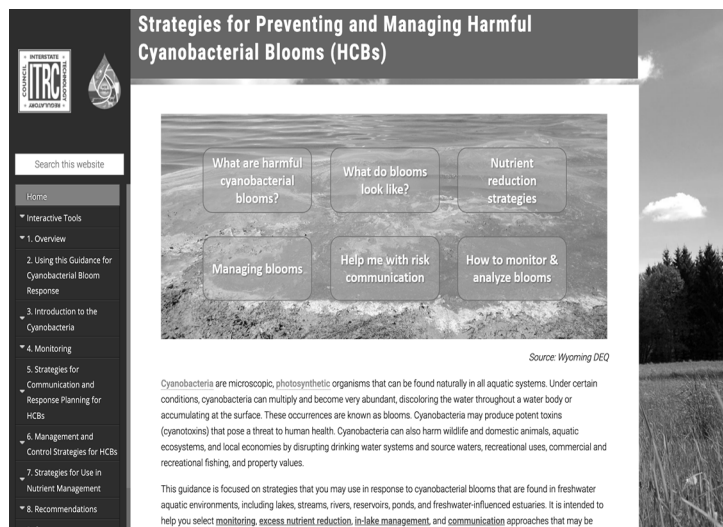 Strategies for Preventing and Managing Harmful
Cyanobacterial Blooms (HCBs)
INTERSTATE
COUNCIL
ITRC
TECHNOLOGY
REGULATORY
Search this website
Home
Interactive Tools
1. Overview
2. Using this Guidance for
Cyanobacterial Bloom
Response
3. Introduction to the
Cyanobacteria
4. Monitoring
5. Strategies for
Communication and
Response Planning for
HCBs
6. Management and
Control Strategies for HCBs
7. Strategies for Use in
Nutrient Management
8. Recommendations
What are harmful
cyanobacterial
blooms?
What do blooms
look like?
Nutrient
reduction
strategies
Managing blooms
Help me with risk
communication
How to monitor &
analyze blooms
Source: Wyoming DEQ
Cyanobacteria are microscopic, photosynthetic organisms that can be found naturally in all aquatic systems. Under certain
conditions, cyanobacteria can multiply and become very abundant, discoloring the water throughout a water body or
accumulating at the surface. These occurrences are known as blooms. Cyanobacteria may produce potent toxins
(cyanotoxins) that pose a threat to human health. Cyanobacteria can also harm wildlife and domestic animals, aquatic
ecosystems, and local economies by disrupting drinking water systems and source waters, recreational uses, commercial and
recreational fishing, and property values.
This guidance is focused on strategies that you may use in response to cyanobacterial blooms that are found in freshwater
aquatic environments, including lakes, streams, rivers, reservoirs, ponds, and freshwater-influenced estuaries. It is intended to
help you select monitoring, excess nutrient reduction, in-lake management, and communication approaches that may be